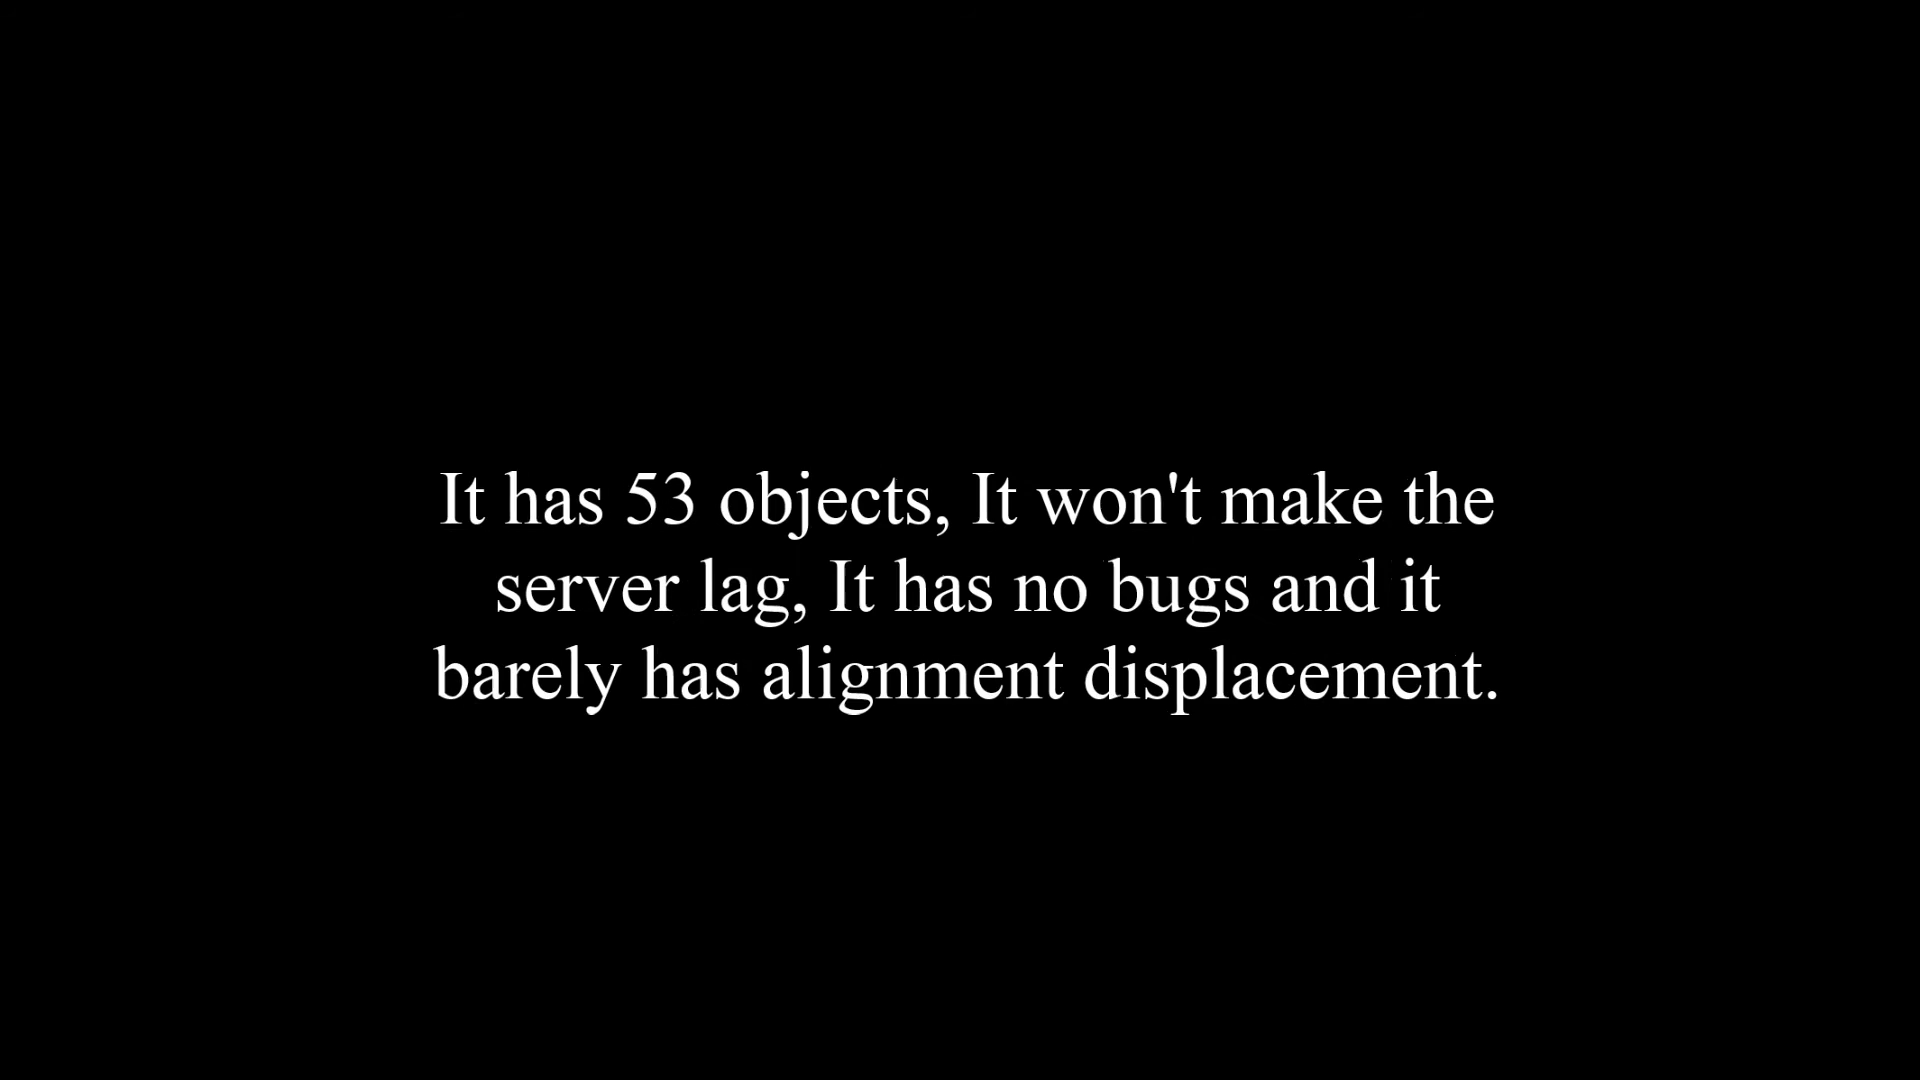 It has 53 objects, It won't make the
server lag, It has no bugs and it
barely has alignment displacement.